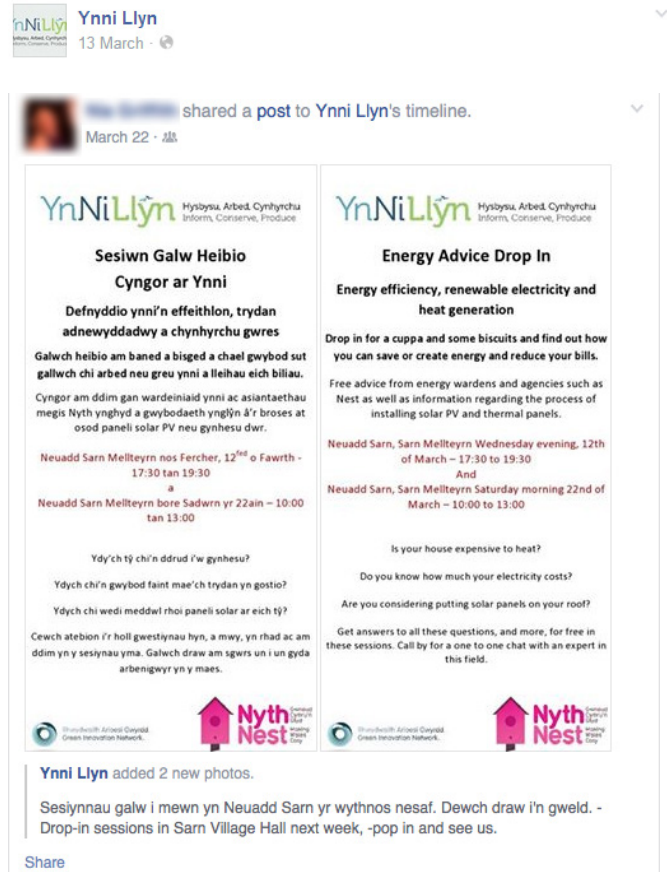 nNiLlŷn
Ynni Llyn
13 March
shared a post to Ynni Llyn's timeline.
March 22
YnNiLlŷn
Hysbysu, Arbed, Cynhyrchu
Inform, Conserve, Produce
Sesiwn Galw Heibio
Cyngor ar Ynni
Defnyddio ynni'n effeithlon, trydan
adnewyddadwy a chynhyrchu gwres
Galwch heibio am baned a bisged a chael gwybod sut
gallwch chi arbed neu greu ynni a lleihau eich biliau.
Cyngor am ddim gan wardeiniaid ynni ac asiantaethau
megis Nyth ynghyd a gwybodaeth ynglŷn â'r broses at
osod paneli solar PV neu gynhesu dwr.
Neuadd Sarn Mellteyrn nos Fercher, 12fed o Fawrth -
17:30 tan 19:30
a
Neuadd Sarn Mellteyrn bore Sadwrn yr 22ain – 10:00
tan 13:00
Ydy'ch tŷ chi'n ddrud i'w gynhesu?
Ydych chi'n gwybod faint mae'ch trydan yn gostio?
Ydych chi wedi meddwl rhoi paneli solar ar eich tŷ?
Cewch atebion i'r holl gwestiynau hyn, a mwy, yn rhad ac am
ddim yn y sesiynau yma. Galwch draw am sgwrs un i un gyda
arbenigwyr yn y maes.
Rhwydwaith Arloesi Gwyrdd
Green Innovation Network.
Nyth
Nest
YnNiLlŷn
Hysbysu, Arbed, Cynhyrchu
Inform, Conserve, Produce
Energy Advice Drop In
Energy efficiency, renewable electricity and
heat generation
Drop in for a cuppa and some biscuits and find out how
you can save or create energy and reduce your bills.
Free advice from energy wardens and agencies such as
Nest as well as information regarding the process of
installing solar PV and thermal panels.
Neuadd Sarn, Sarn Mellteyrn Wednesday evening, 12th
of March – 17:30 to 19:30
And
Neuadd Sarn, Sarn Mellteyrn Saturday morning 22nd of
March – 10:00 to 13:00
Is your house expensive to heat?
Do you know how much your electricity costs?
Are you considering putting solar panels on your roof?
Get answers to all these questions, and more, for free in
these sessions. Call by for a one to one chat with an expert in
this field.
Rhwydwaith Arloesi Gwyrdd
Green Innovation Network.
Nyth
Nest
Ynni Llyn added 2 new photos.
Sesiynnau galw i mewn yn Neuadd Sarn yr wythnos nesaf. Dewch draw i'n gweld. -
Drop-in sessions in Sarn Village Hall next week, -pop in and see us.
Share